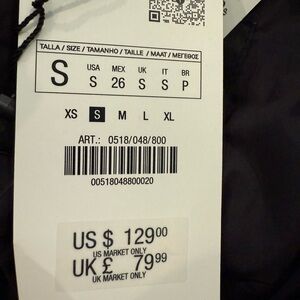 TALLA / SIZE / TAMANHO / TAILLE / MAAT / ΜΕΓΕΘΟΣ
S
USA MEX UK IT BR
S 26 S S P
XS S M L XL
ART.: 0518/048/800
00518048800020
US $ 129.00
US MARKET ONLY
UK £ 79.99
UK MARKET ONLY